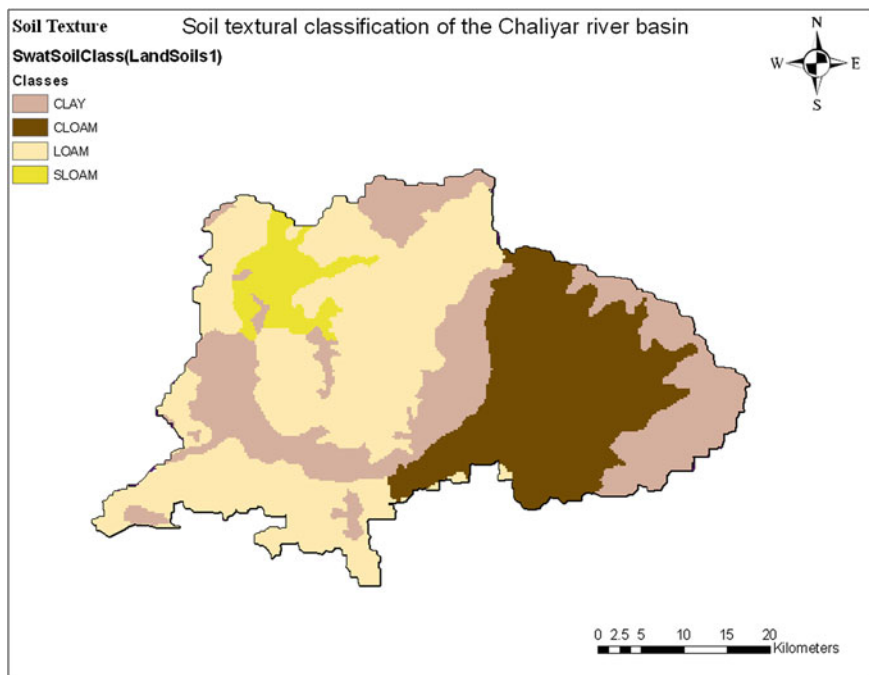 Soil Texture
Soil textural classification of the Chaliyar river basin
SwatSoilClass(LandSoils1)
Classes
CLAY
CLOAM
LOAM
SLOAM
N
W E
S
0 2.5 5 10 15 20
Kilometers